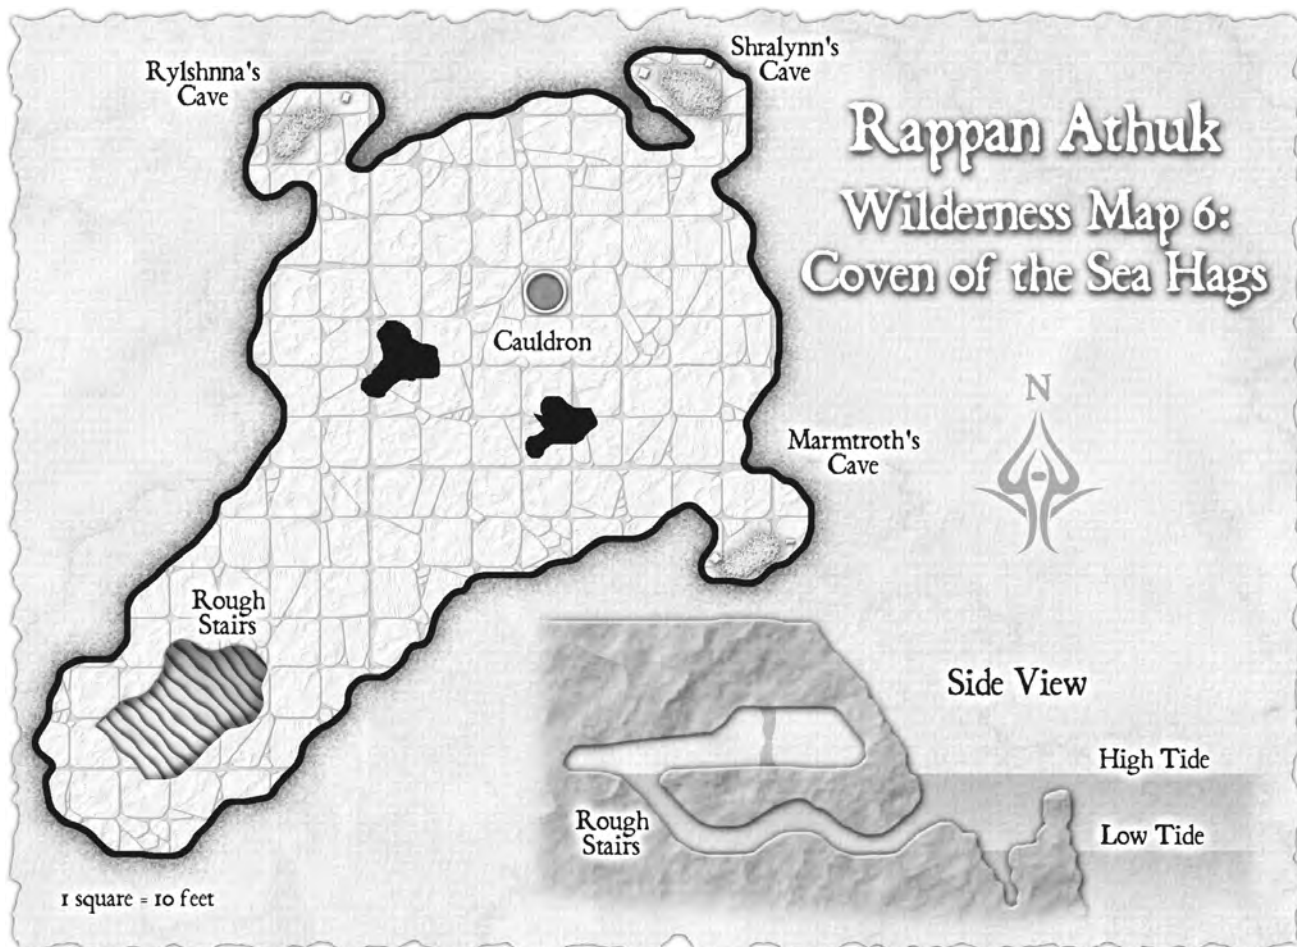 Rylshnna's
Cave
Shralynn's
Cave
Rappan Athuk
Wilderness Map 6:
Coven of the Sea Hags
Cauldron
N
Marmtroth's
Cave
Rough
Stairs
Side View
High Tide
Low Tide
Rough
Stairs
1 square = 10 feet